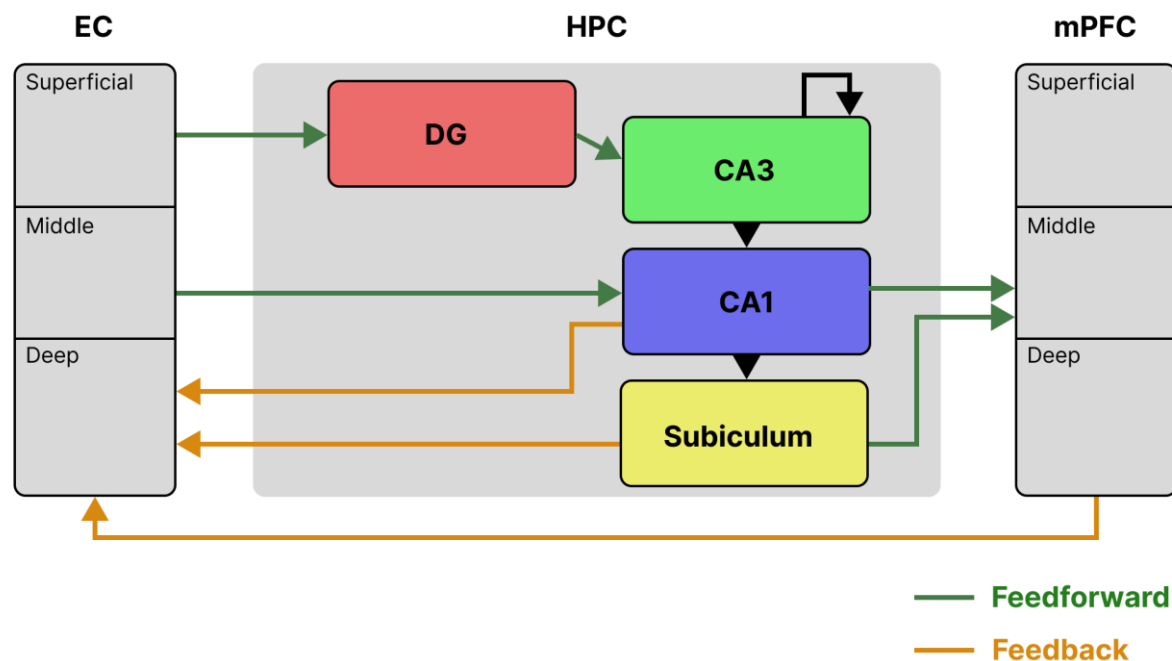 EC
HPC
mPFC
Superficial
Superficial
DG
CA3
Middle
Middle
CA1
Deep
Deep
Subiculum
Feedforward
Feedback